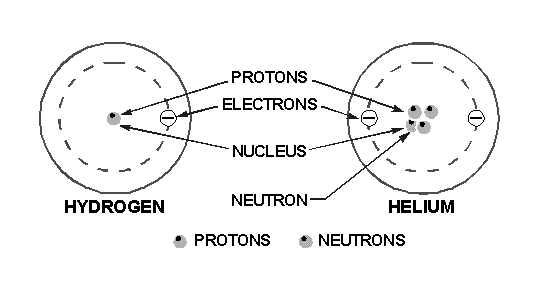 PROTONS
ELECTRONS
NUCLEUS
NEUTRON
HYDROGEN
HELIUM
PROTONS
NEUTRONS